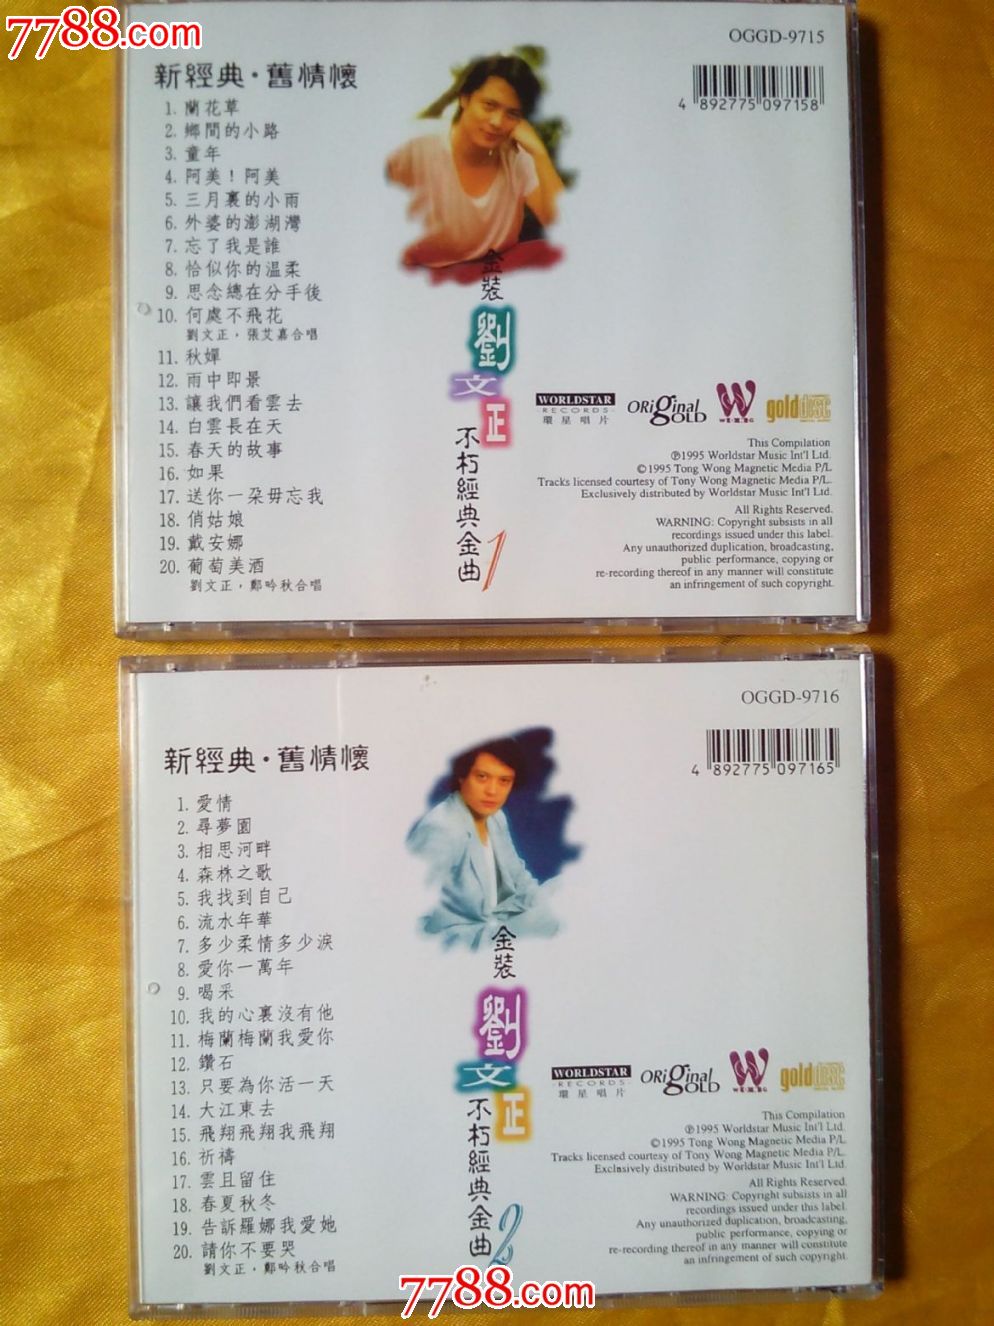 7788.com
7788.com
OGGD-9715
4 892775 097158
新經典·舊情懷
1. 蘭花草
2. 鄉間的小路
3. 童年
4. 阿美！阿美
5. 三月裏的小雨
6. 外婆的澎湖灣
7. 忘了我是誰
8. 恰似你的溫柔
9. 思念總在分手後
10. 何處不飛花
劉文正，張艾嘉合唱
11. 秋嬋
12. 雨中即景
13. 讓我們看雲去
14. 白雲長在天
15. 春天的故事
16. 如果
17. 送你一朵毋忘我
18. 俏姑娘
19. 戴安娜
20. 葡萄美酒
劉文正，鄭吟秋合唱
金裝
劉文正
不朽經典金曲1
WORLDSTAR
RECORDS
環星唱片
ORiginal GOLD
golddisc
This Compilation
℗1995 Worldstar Music Int'l Ltd.
©1995 Tong Wong Magnetic Media P/L
Tracks licensed courtesy of Tony Wong Magnetic Media P/L.
Exclusively distributed by Worldstar Music Int'l Ltd.
All Rights Reserved.
WARNING: Copyright subsists in all
recordings issued under this label.
Any unauthorized duplication, broadcasting,
public performance, copying or
re-recording thereof in any manner will constitute
an infringement of such copyright.
OGGD-9716
4 892775 097165
新經典·舊情懷
1. 愛情
2. 尋夢園
3. 相思河畔
4. 森林之歌
5. 我找到自己
6. 流水年華
7. 多少柔情多少淚
8. 愛你一萬年
9. 喝采
10. 我的心裏沒有他
11. 梅蘭梅蘭我愛你
12. 鑽石
13. 只要為你活一天
14. 大江東去
15. 飛翔飛翔我飛翔
16. 祈禱
17. 雲且留住
18. 春夏秋冬
19. 告訴羅娜我愛她
20. 請你不要哭
劉文正，鄭吟秋合唱
金裝
劉文正
不朽經典金曲2
WORLDSTAR
RECORDS
環星唱片
ORiginal GOLD
golddisc
This Compilation
℗1995 Worldstar Music Int'l Ltd.
©1995 Tong Wong Magnetic Media P/L
Tracks licensed courtesy of Tony Wong Magnetic Media P/L.
Exclusively distributed by Worldstar Music Int'l Ltd.
All Rights Reserved.
WARNING: Copyright subsists in all
recordings issued under this label.
Any unauthorized duplication, broadcasting,
public performance, copying or
re-recording thereof in any manner will constitute
an infringement of such copyright.
7788.com